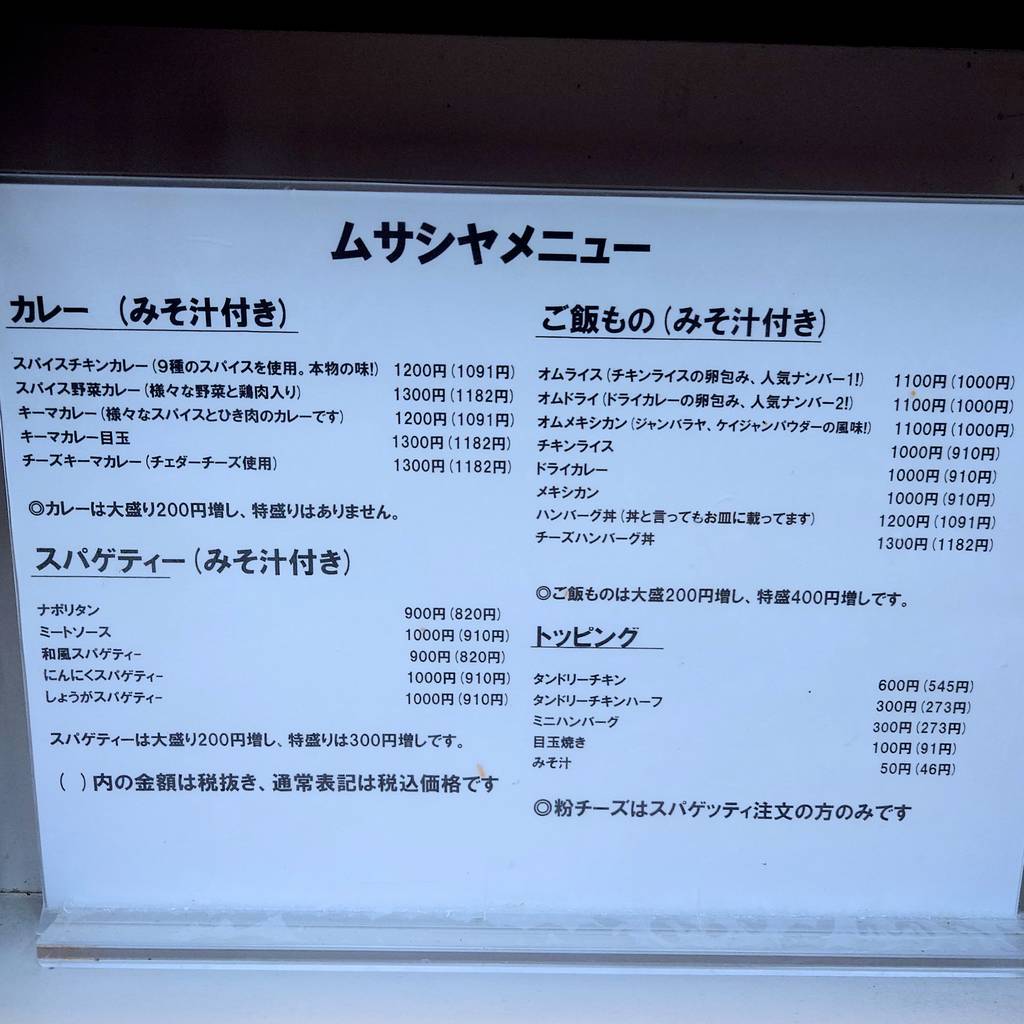 ムサシヤメニュー
カレー　(みそ汁付き)
スパイスチキンカレー(9種のスパイスを使用。本物の味!)　1200円(1091円)
スパイス野菜カレー(様々な野菜と鶏肉入り)　1300円(1182円)
キーマカレー(様々なスパイスとひき肉のカレーです)　1200円(1091円)
キーマカレー目玉　1300円(1182円)
チーズキーマカレー(チェダーチーズ使用)　1300円(1182円)
◎カレーは大盛り200円増し、特盛りはありません。
スパゲティー(みそ汁付き)
ナポリタン　900円(820円)
ミートソース　1000円(910円)
和風スパゲティー　900円(820円)
にんにくスパゲティー　1000円(910円)
しょうがスパゲティー　1000円(910円)
スパゲティーは大盛り200円増し、特盛りは300円増しです。
(　)内の金額は税抜き、通常表記は税込価格です
ご飯もの(みそ汁付き)
オムライス(チキンライスの卵包み、人気ナンバー1!)　1100円(1000円)
オムドライ(ドライカレーの卵包み、人気ナンバー2!)　1100円(1000円)
オムメキシカン(ジャンバラヤ、ケイジャンパウダーの風味!)　1100円(1000円)
チキンライス　1000円(910円)
ドライカレー　1000円(910円)
メキシカン　1000円(910円)
ハンバーグ丼(丼と言ってもお皿に載ってます)　1200円(1091円)
チーズハンバーグ丼　1300円(1182円)
◎ご飯ものは大盛200円増し、特盛400円増しです。
トッピング
タンドリーチキン　600円(545円)
タンドリーチキンハーフ　300円(273円)
ミニハンバーグ　300円(273円)
目玉焼き　100円(91円)
みそ汁　50円(46円)
◎粉チーズはスパゲッティ注文の方のみです